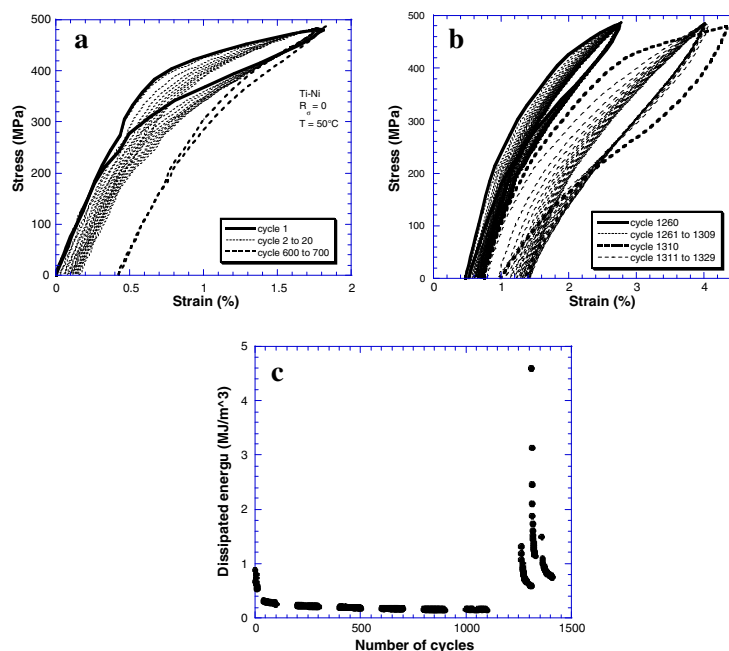 a
500
400
300
200
100
0
Stress (MPa)
Ti-Ni
R = 0
σ
T = 50°C
cycle 1
cycle 2 to 20
cycle 600 to 700
0
0.5
1
1.5
2
Strain (%)
b
500
400
300
200
100
0
Stress (MPa)
cycle 1260
cycle 1261 to 1309
cycle 1310
cycle 1311 to 1329
0
1
2
3
4
Strain (%)
c
5
4
3
2
1
0
Dissipated energu (MJ/m^3)
0
500
1000
1500
Number of cycles